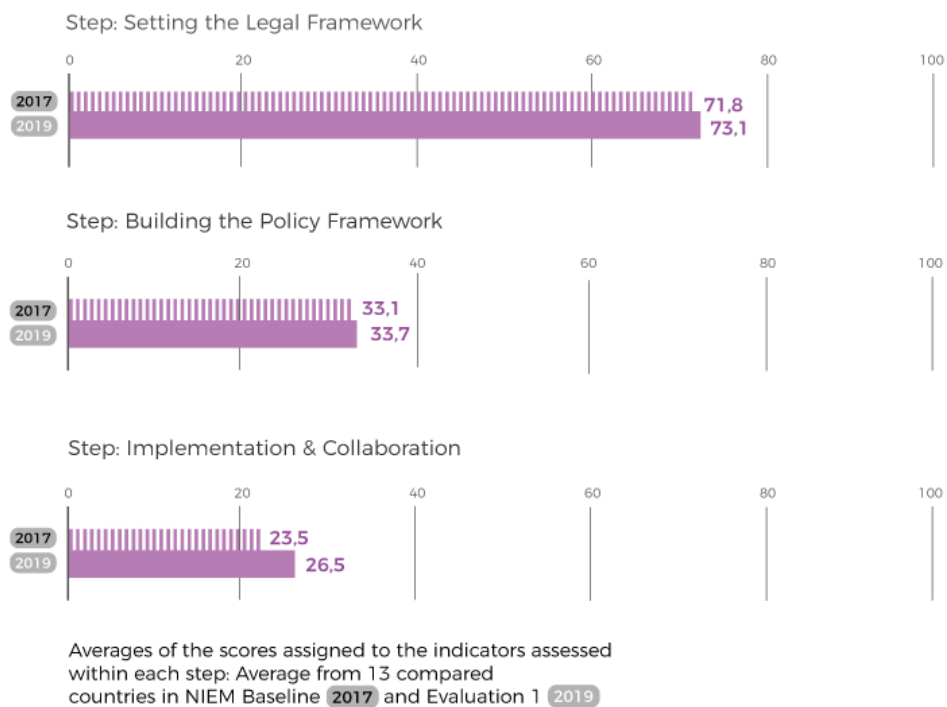 Step: Setting the Legal Framework
0 20 40 60 80 100
2017 71,8
2019 73,1
Step: Building the Policy Framework
0 20 40 60 80 100
2017 33,1
2019 33,7
Step: Implementation & Collaboration
0 20 40 60 80 100
2017 23,5
2019 26,5
Averages of the scores assigned to the indicators assessed
within each step: Average from 13 compared
countries in NIEM Baseline 2017 and Evaluation 1 2019